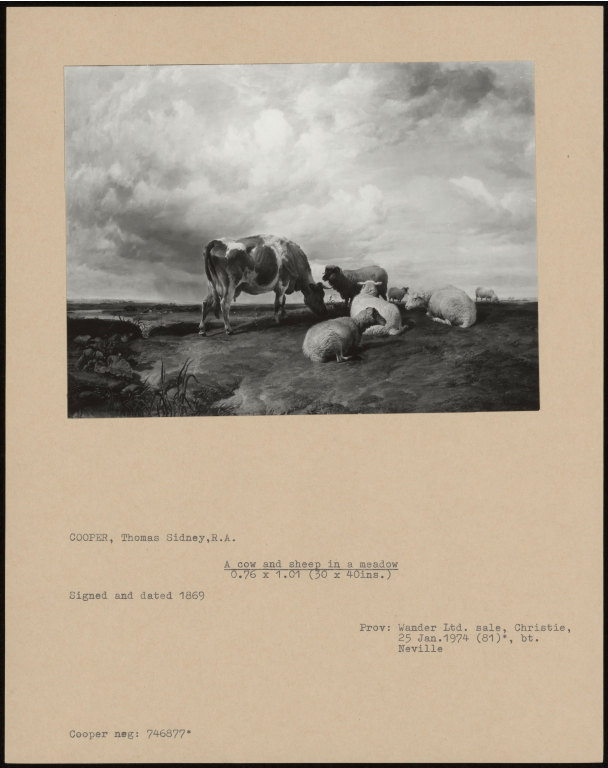 COOPER, Thomas Sidney,R.A.
A cow and sheep in a meadow
0.76 x 1.01 (30 x 40ins.)
Signed and dated 1869
Prov: Wander Ltd. sale, Christie,
25 Jan.1974 (81)*, bt.
Neville
Cooper neg: 746877*